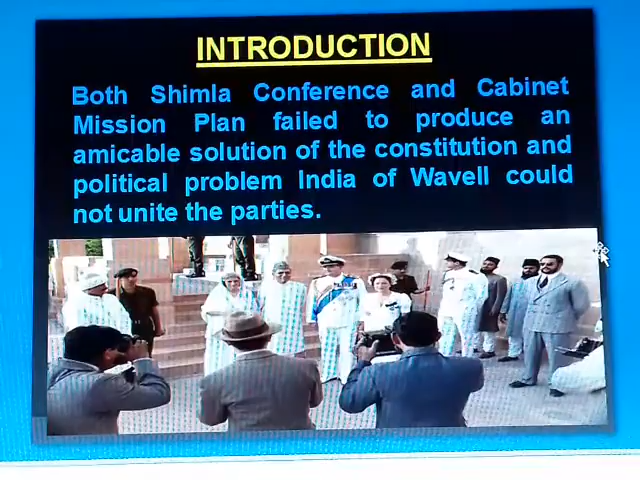 INTRODUCTION
Both Shimla Conference and Cabinet
Mission Plan failed to produce an
amicable solution of the constitution and
political problem India of Wavell could
not unite the parties.